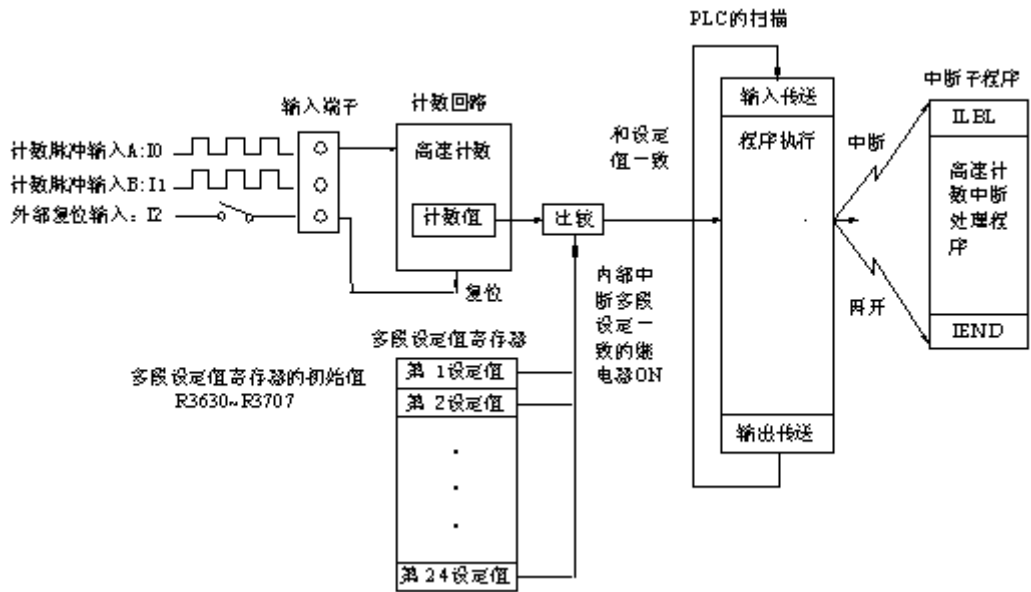 PLC的扫描
中断子程序
输入端子
计数回路
输入传送
ILBL
计数脉冲输入A:I0
高速计数
和设定
值一致
程序执行
中断
计数脉冲输入B:I1
外部复位输入：I2
计数值
比较
高速计
数中断
处理程
序
复位
内部中
断多段
设定一
致的继
电器ON
再开
IEND
多段设定值寄存器
多段设定值寄存器的初始值
R3630~R3707
第 1设定值
第 2设定值
输出传送
第 24设定值